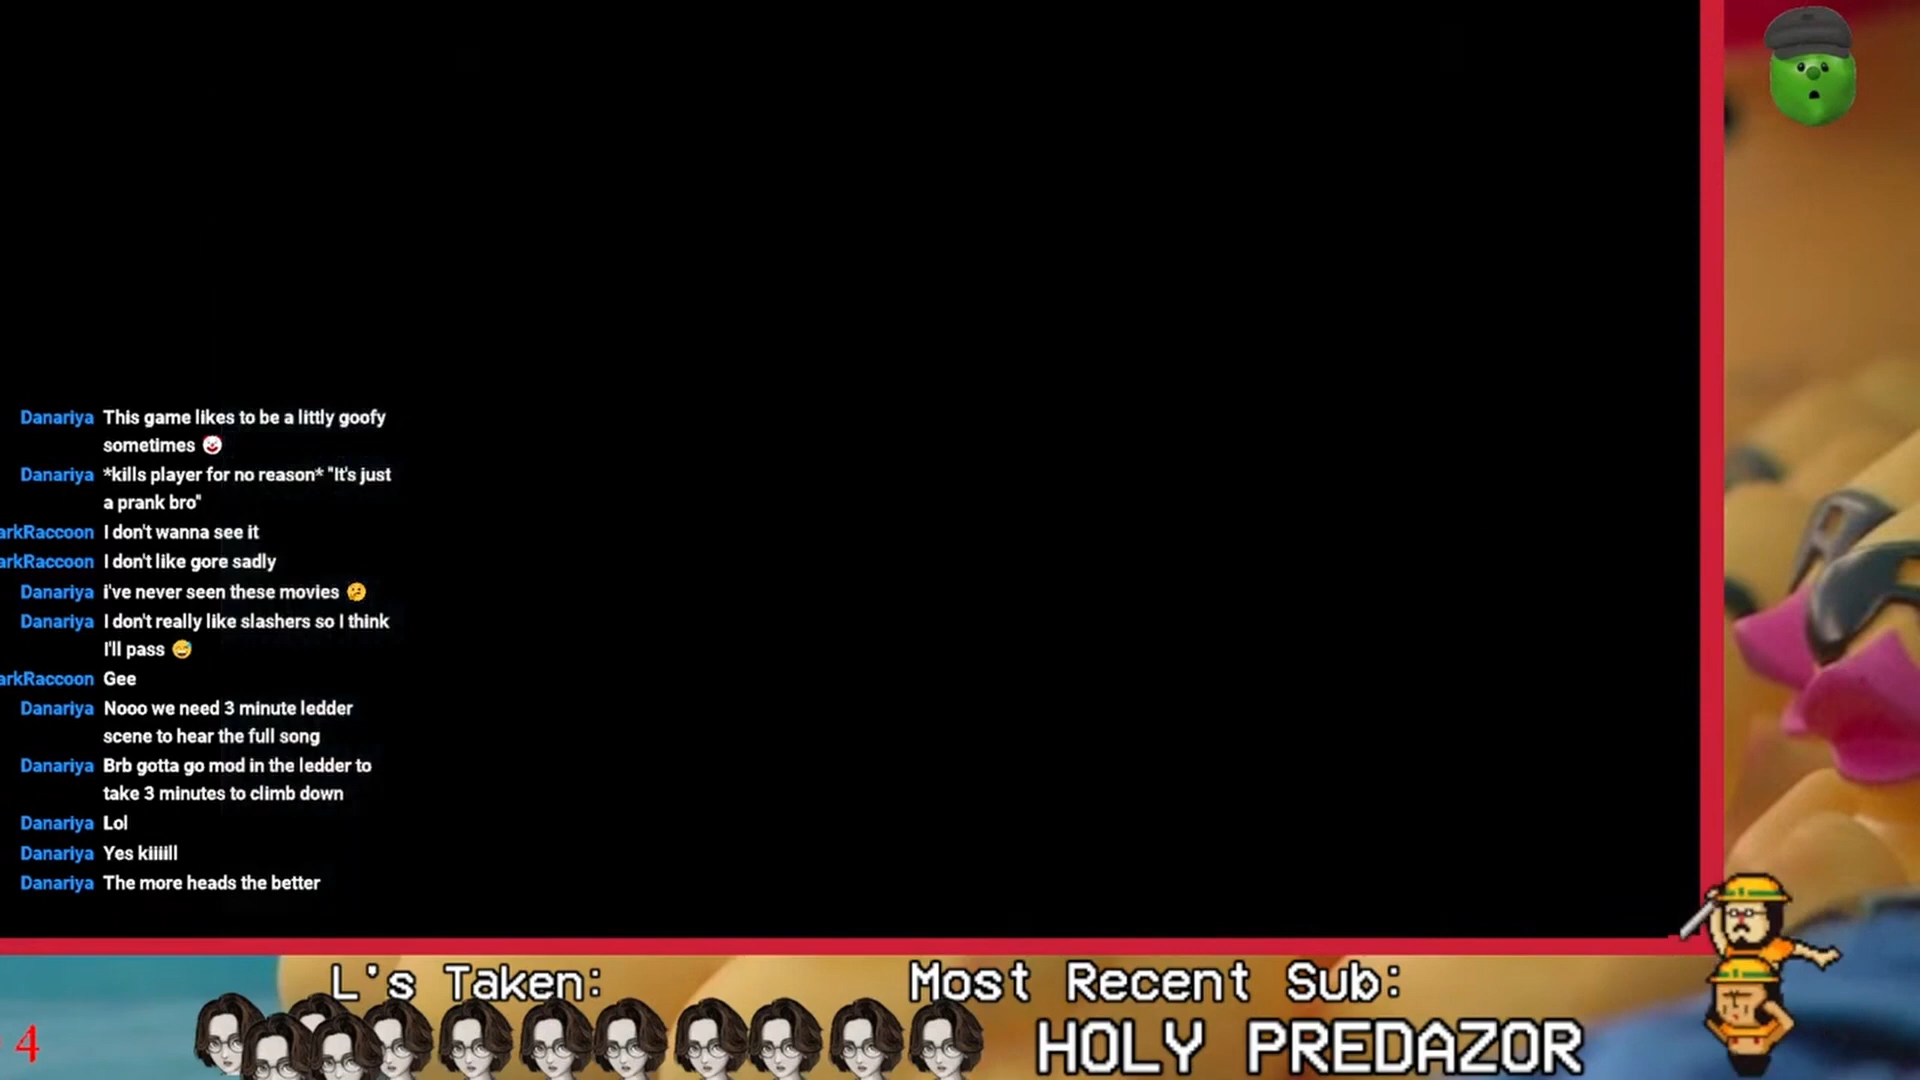 Danariya This game likes to be a littly goofy
sometimes 🤡
Danariya *kills player for no reason* "It's just
a prank bro"
arkRaccoon I don't wanna see it
arkRaccoon I don't like gore sadly
Danariya i've never seen these movies 🤔
Danariya I don't really like slashers so I think
I'll pass 😅
arkRaccoon Gee
Danariya Nooo we need 3 minute ledder
scene to hear the full song
Danariya Brb gotta go mod in the ledder to
take 3 minutes to climb down
Danariya Lol
Danariya Yes kiiiill
Danariya The more heads the better
L's Taken:
4
Most Recent Sub:
HOLY PREDAZOR